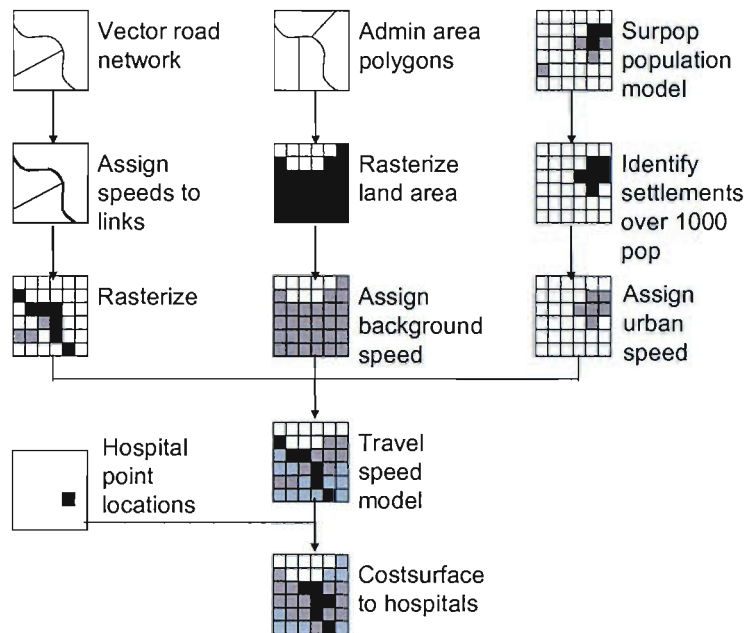 Vector road
network
Admin area
polygons
Surpop
population
model
Assign
speeds to
links
Rasterize
land area
Identify
settlements
over 1000
pop
Rasterize
Assign
background
speed
Assign
urban
speed
Hospital
point
locations
Travel
speed
model
Costsurface
to hospitals